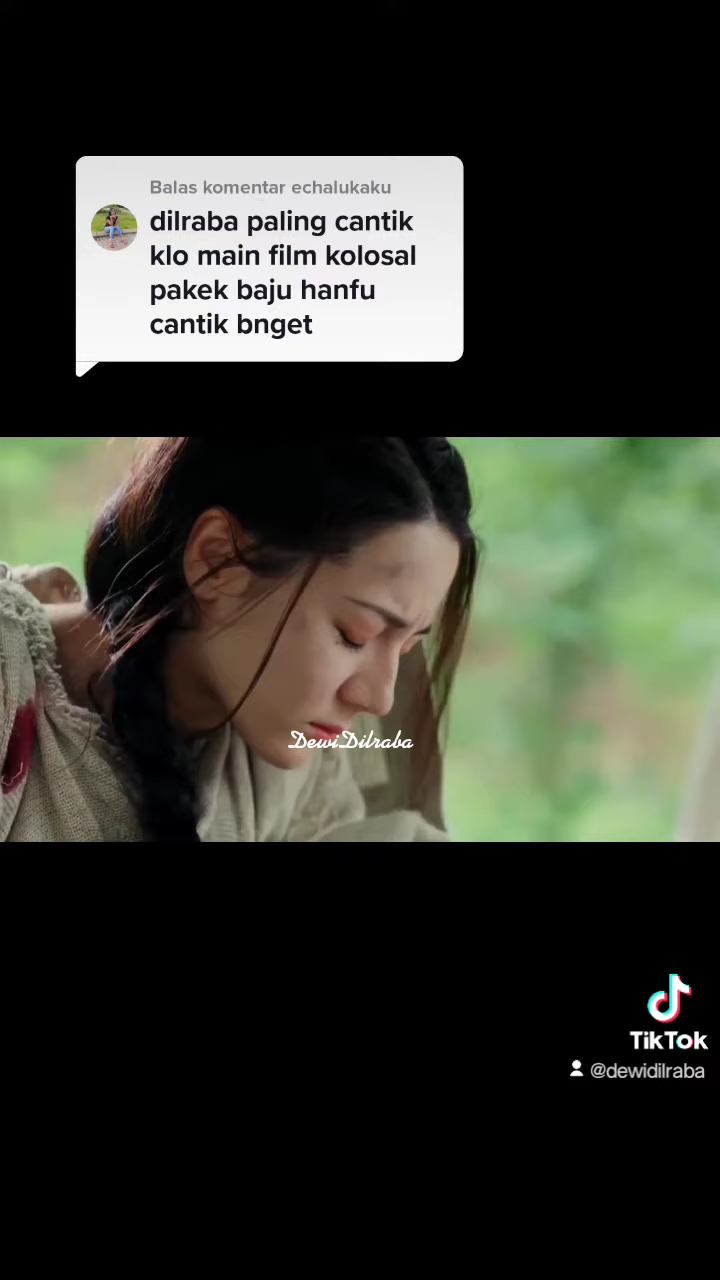 Balas komentar echalukaku
dilraba paling cantik
klo main film kolosal
pakek baju hanfu
cantik bnget
DewiDilraba
TikTok
@dewidilraba